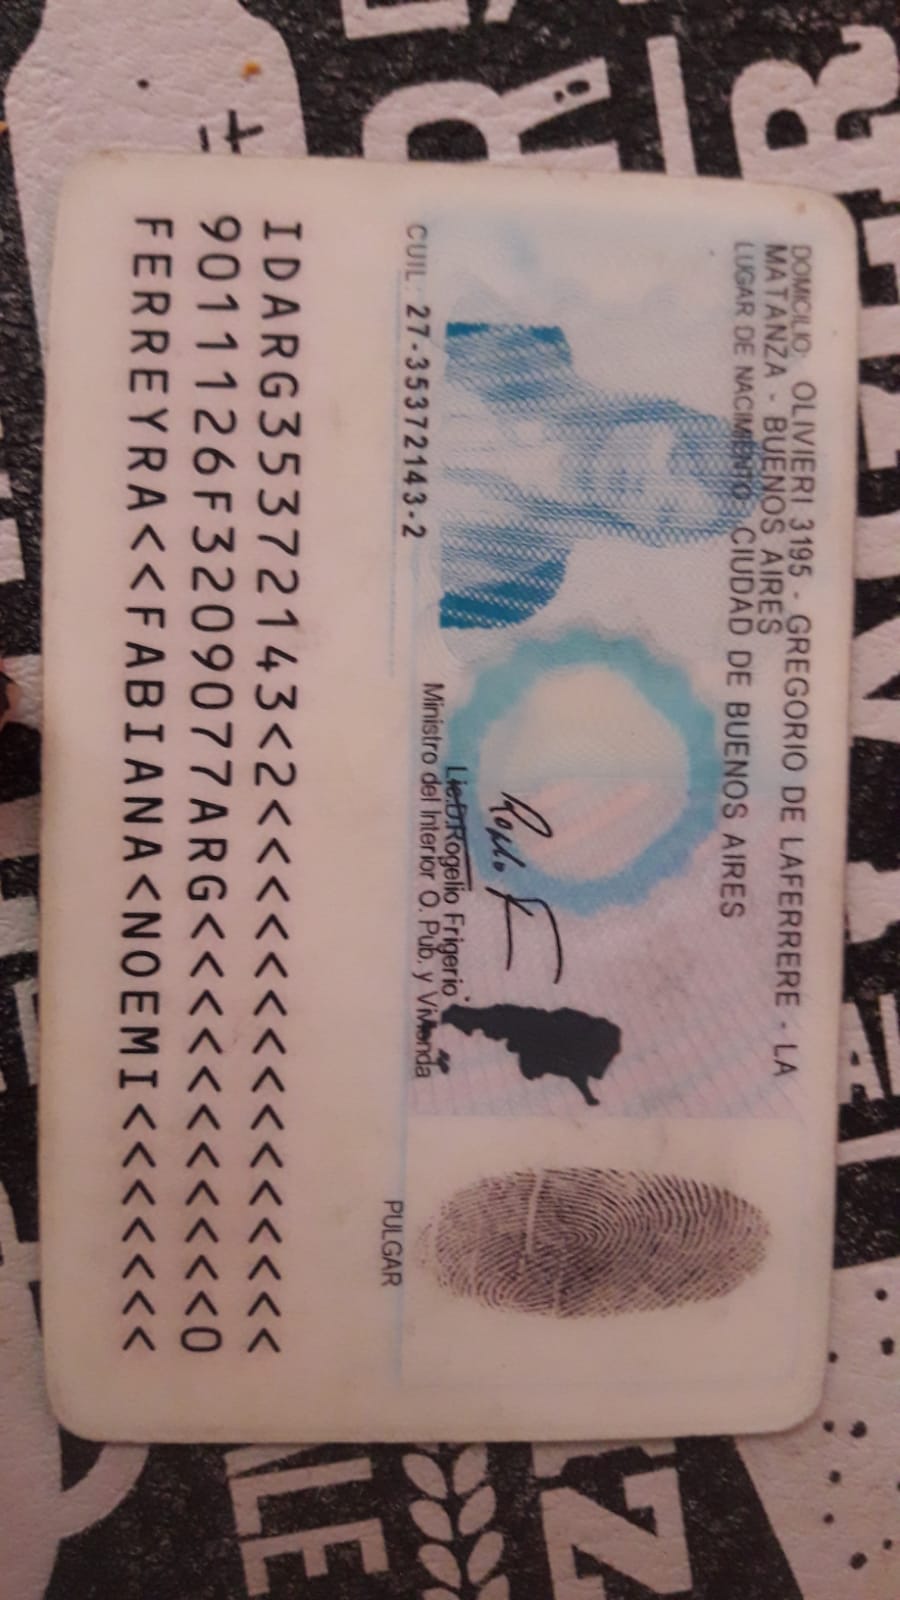 DOMICILIO: OLIVIERI 3195 - GREGORIO DE LAFERRERE - LA
MATANZA - BUENOS AIRES
LUGAR DE NACIMIENTO: CIUDAD DE BUENOS AIRES
Lic. Rogelio Frigerio
Ministro del Interior O. Pub. y Vivienda
CUIL: 27-35372143-2
PULGAR
IDARG35372143<2<<<<<<<<<<<<<<<
9011126F3209077ARG<<<<<<<<<<<0
FERREYRA<<FABIANA<NOEMI<<<<<<<